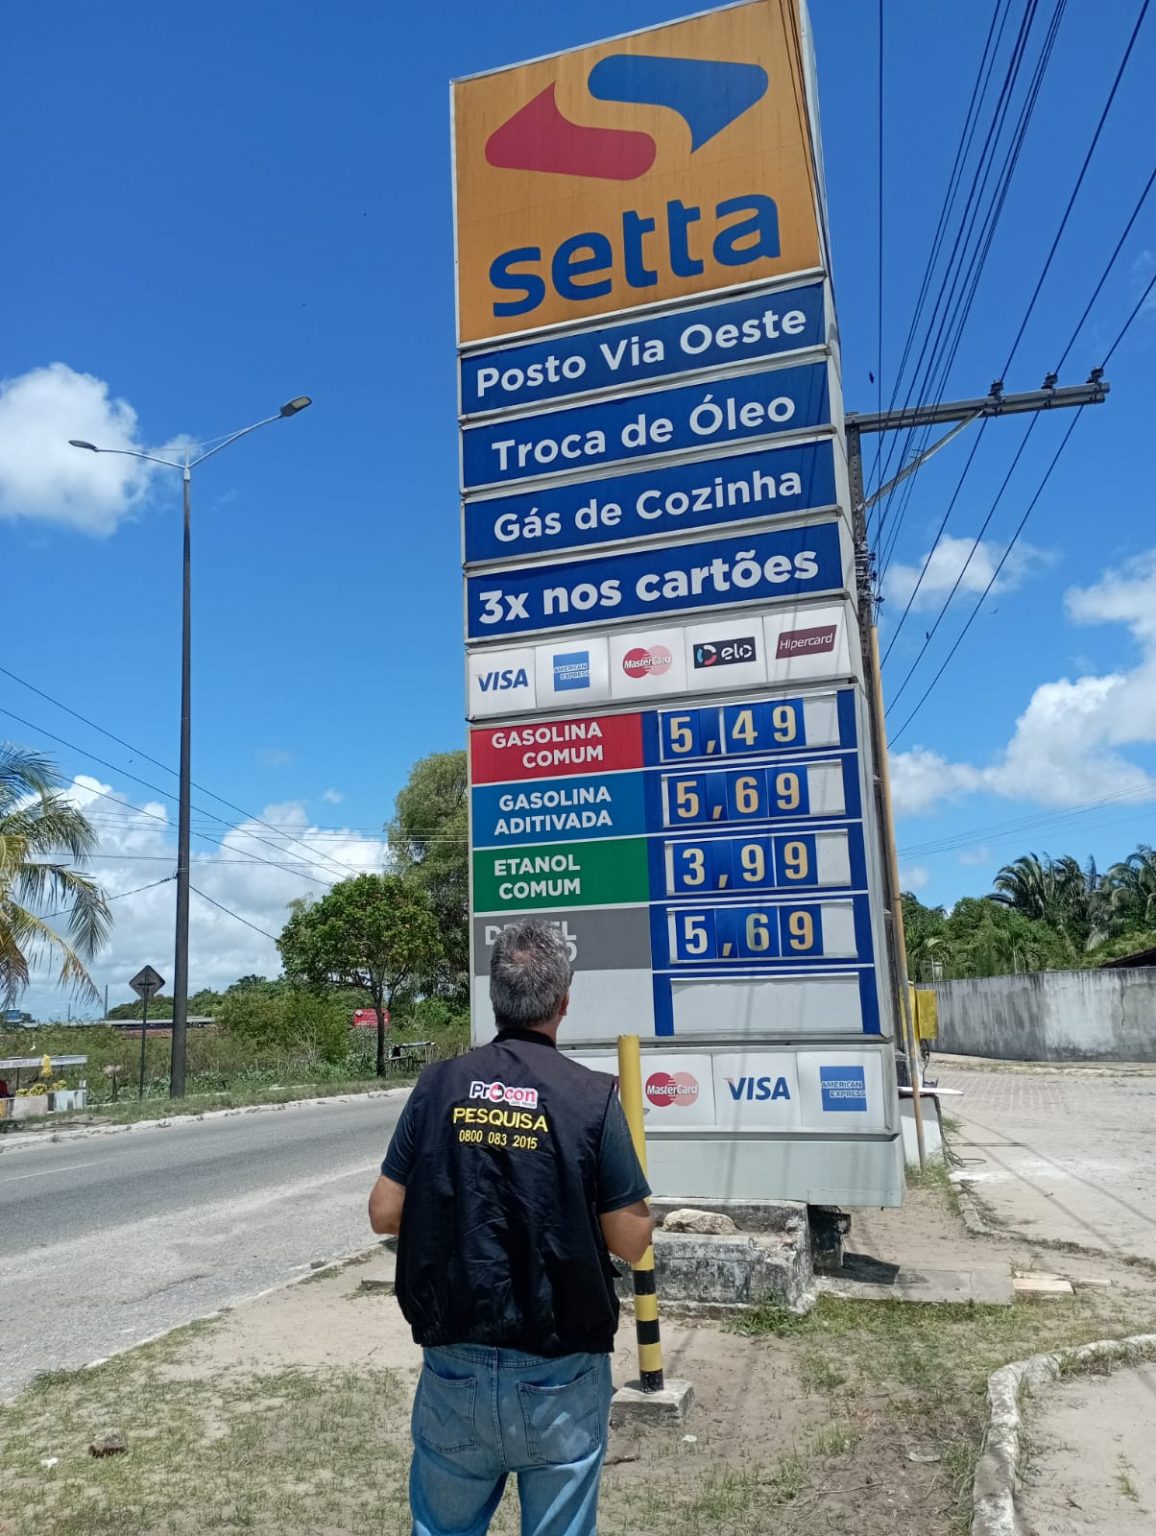 setta
Posto Via Oeste
Troca de Óleo
Gás de Cozinha
3x nos cartões
VISA
AMERICAN
EXPRESS
MasterCard
elo
Hipercard
GASOLINA
COMUM
5,49
GASOLINA
ADITIVADA
5,69
ETANOL
COMUM
3,99
5,69
MasterCard
VISA
AMERICAN
EXPRESS
Procon
PESQUISA
0800 083 2015